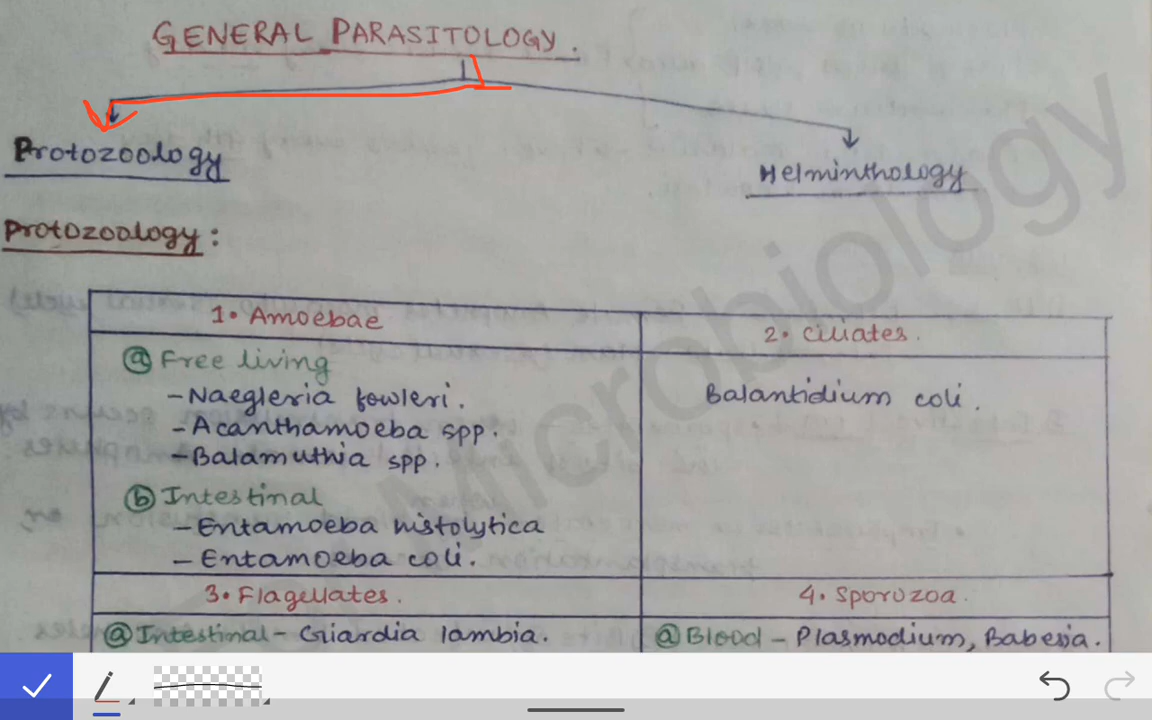 GENERAL PARASITOLOGY.
Protozoology
Helminthology
Protozoology:
1. Amoebae
2. Ciliates.
ⓐ Free living
- Naegleria fowleri.
- Acanthamoeba spp.
- Balamuthia spp.
ⓑ Intestinal
- Entamoeba histolytica
- Entamoeba coli.
Balantidium coli.
3. Flagellates.
4. Sporozoa.
ⓐ Intestinal - Giardia lambia.
ⓐ Blood - Plasmodium, Babesia.
Microbiology